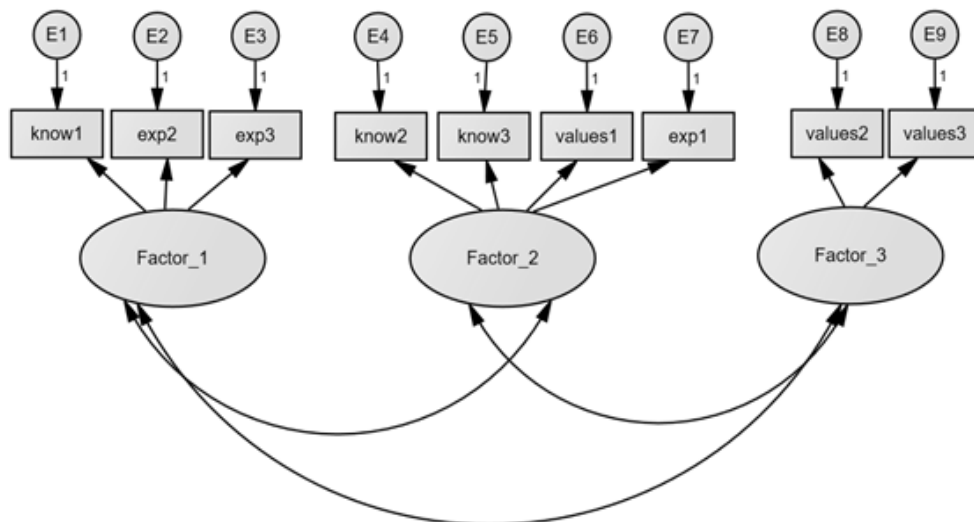 E1 E2 E3 E4 E5 E6 E7 E8 E9
1 1 1 1 1 1 1 1 1
know1 exp2 exp3 know2 know3 values1 exp1 values2 values3
Factor_1 Factor_2 Factor_3